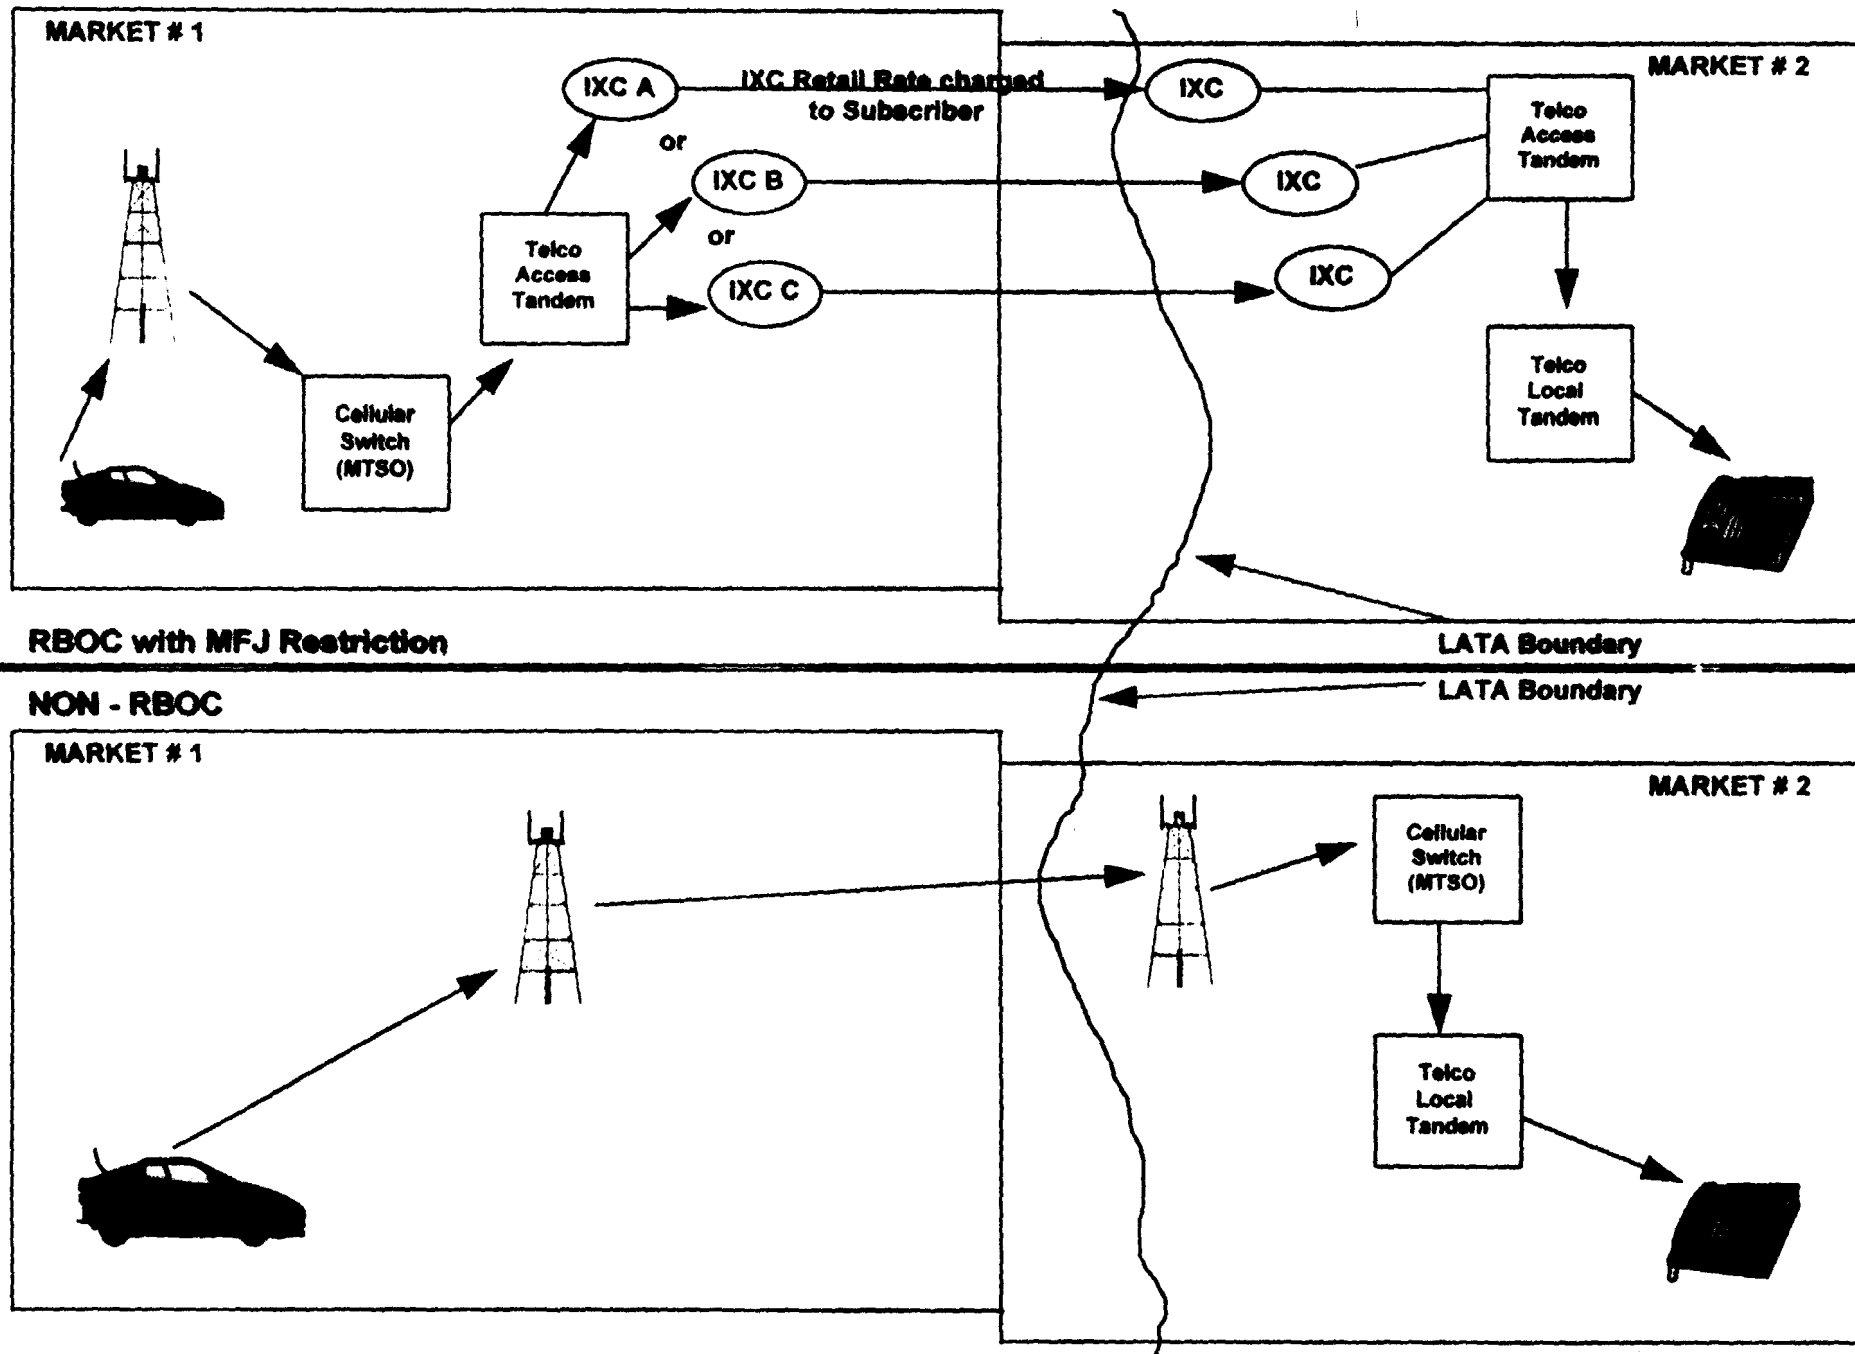 MARKET # 1
MARKET # 2
IXC A
IXC Retail Rate charged
to Subscriber
IXC
Telco
Access
Tandem
or
IXC B
IXC
or
Telco
Access
Tandem
IXC C
IXC
Telco
Local
Tandem
Cellular
Switch
(MTSO)
RBOC with MFJ Restriction
LATA Boundary
NON - RBOC
LATA Boundary
MARKET # 1
MARKET # 2
Cellular
Switch
(MTSO)
Telco
Local
Tandem